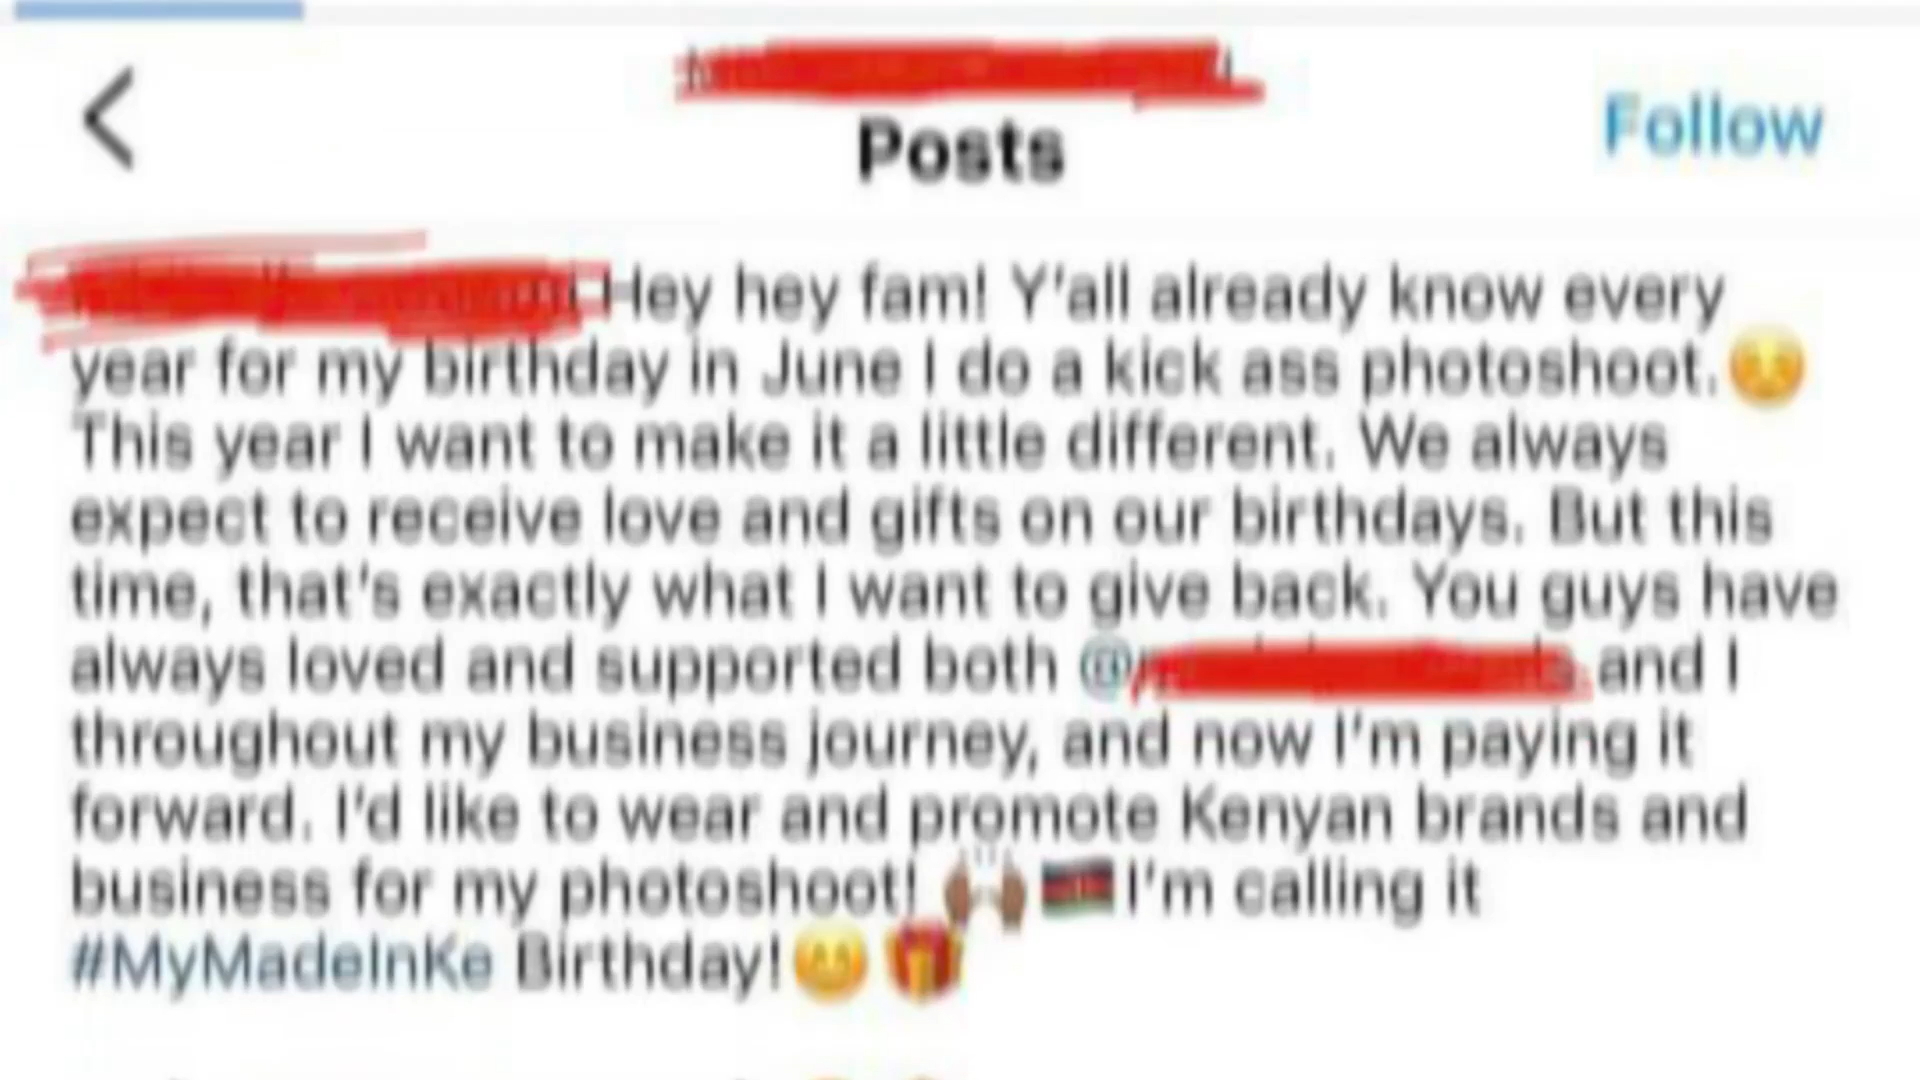 Posts
Follow
Hey hey fam! Y'all already know every
year for my birthday in June I do a kick ass photoshoot.😊
This year I want to make it a little different. We always
expect to receive love and gifts on our birthdays. But this
time, that's exactly what I want to give back. You guys have
always loved and supported both @ and I
throughout my business journey, and now I'm paying it
forward. I'd like to wear and promote Kenyan brands and
business for my photoshoot! 🙌🏾🇰🇪I'm calling it
#MyMadeInKe Birthday!😊🎁